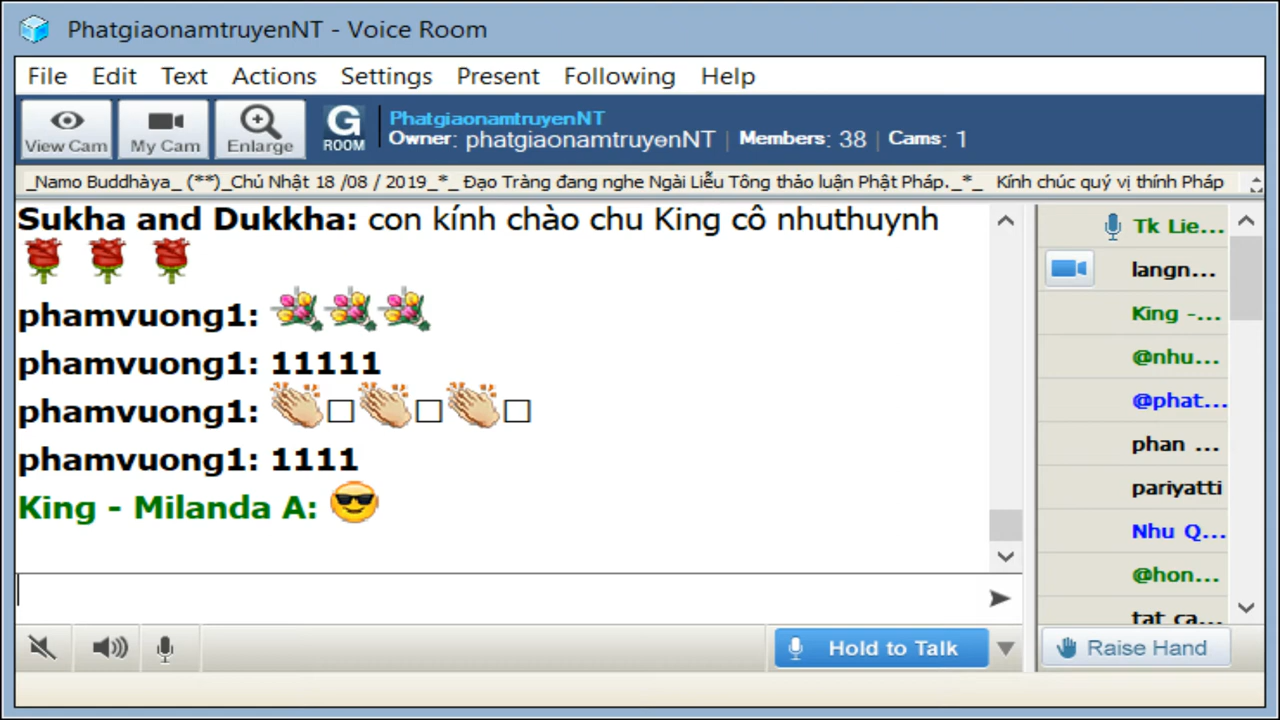 PhatgiaonamtruyenNT - Voice Room
File Edit Text Actions Settings Present Following Help
View Cam My Cam Enlarge G ROOM
PhatgiaonamtruyenNT
Owner: phatgiaonamtruyenNT | Members: 38 | Cams: 1
_Namo Buddhàya_ (**)_Chủ Nhật 18 /08 / 2019_*_ Đạo Tràng đang nghe Ngài Liễu Tông thảo luận Phật Pháp._*_ Kính chúc quý vị thính Pháp
Sukha and Dukkha: con kính chào chu King cô nhuthuynh
phamvuong1:
phamvuong1: 11111
phamvuong1:
phamvuong1: 1111
King - Milanda A:
Tk Lie...
langn...
King -...
@nhu...
@phat...
phan ...
pariyatti
Nhu Q...
@hon...
tat ca...
Hold to Talk
Raise Hand